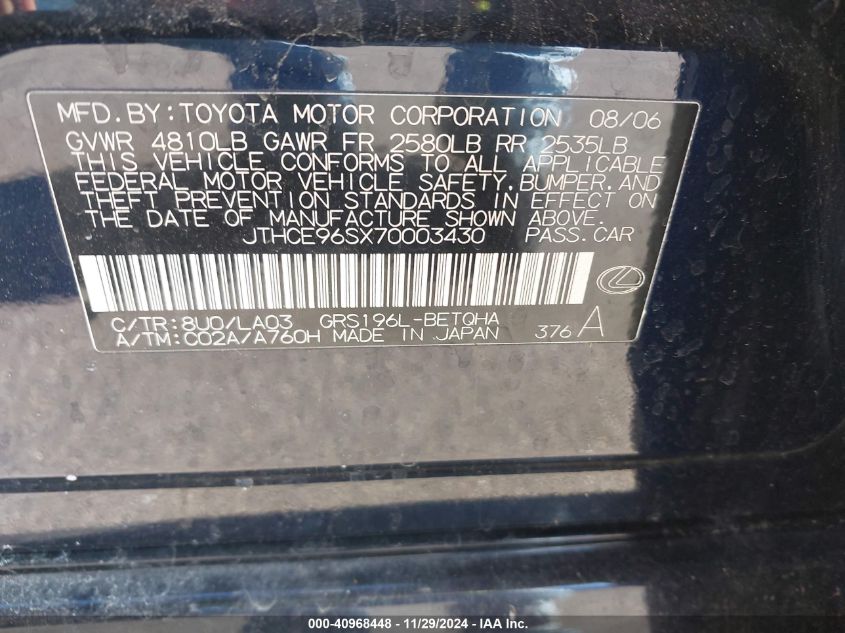 MFD.BY:TOYOTA MOTOR CORPORATION 08/06
GVWR 4810LB GAWR FR 2580LB RR 2535LB
THIS VEHICLE CONFORMS TO ALL APPLICABLE
FEDERAL MOTOR VEHICLE SAFETY,BUMPER,AND
THEFT PREVENTION STANDARDS IN EFFECT ON
THE DATE OF MANUFACTURE SHOWN ABOVE.
JTHCE96SX70003430 PASS.CAR
C/TR:8U0/LA03 GRS196L-BETQHA
A/TM:C02A/A760H MADE IN JAPAN 376A
000-40968448 - 11/29/2024 - IAA Inc.